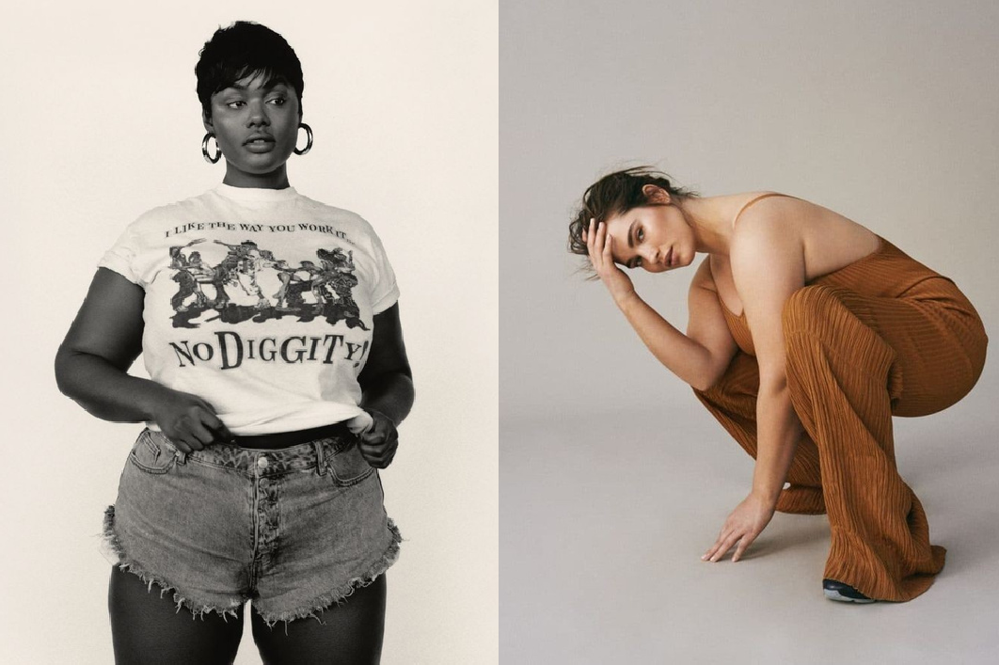 I LIKE THE WAY YOU WORK IT...
NO DIGGITY!